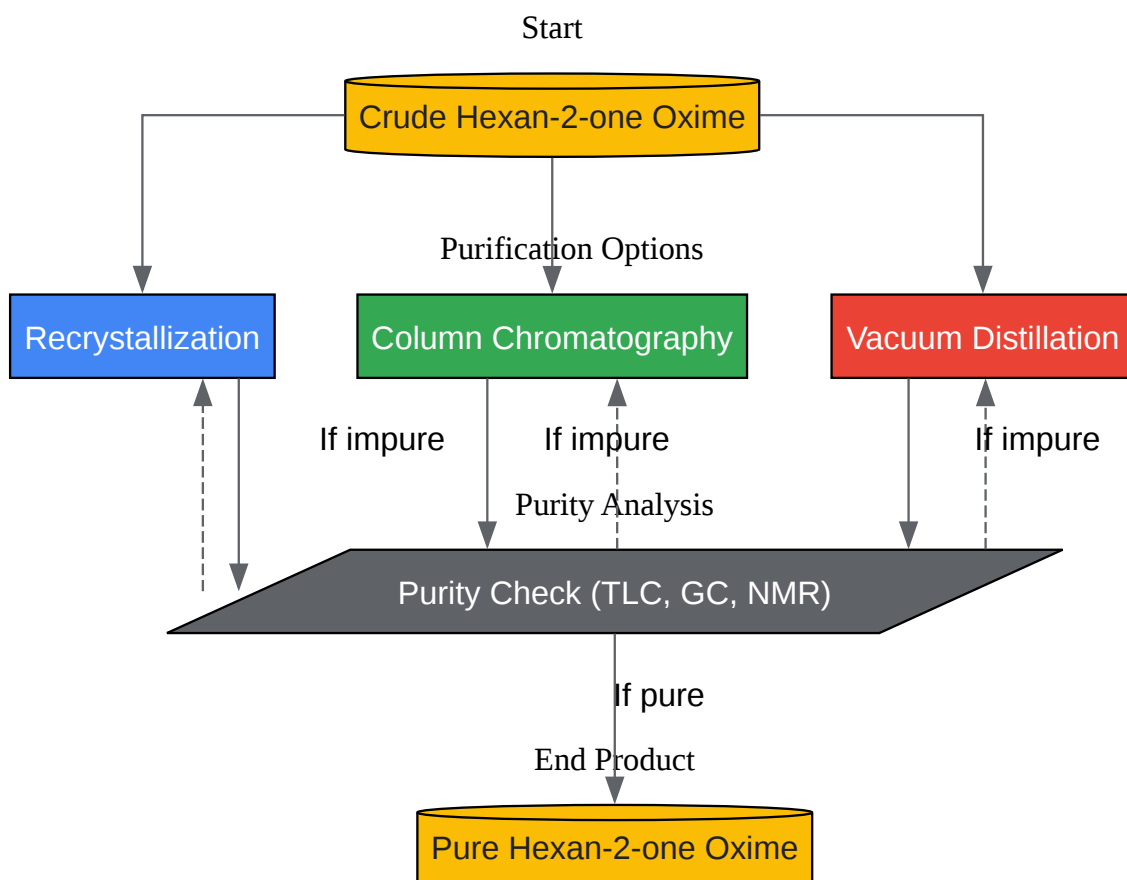 Start
Crude Hexan-2-one Oxime
Purification Options
Recrystallization
Column Chromatography
Vacuum Distillation
If impure
If impure
If impure
Purity Analysis
Purity Check (TLC, GC, NMR)
If pure
End Product
Pure Hexan-2-one Oxime